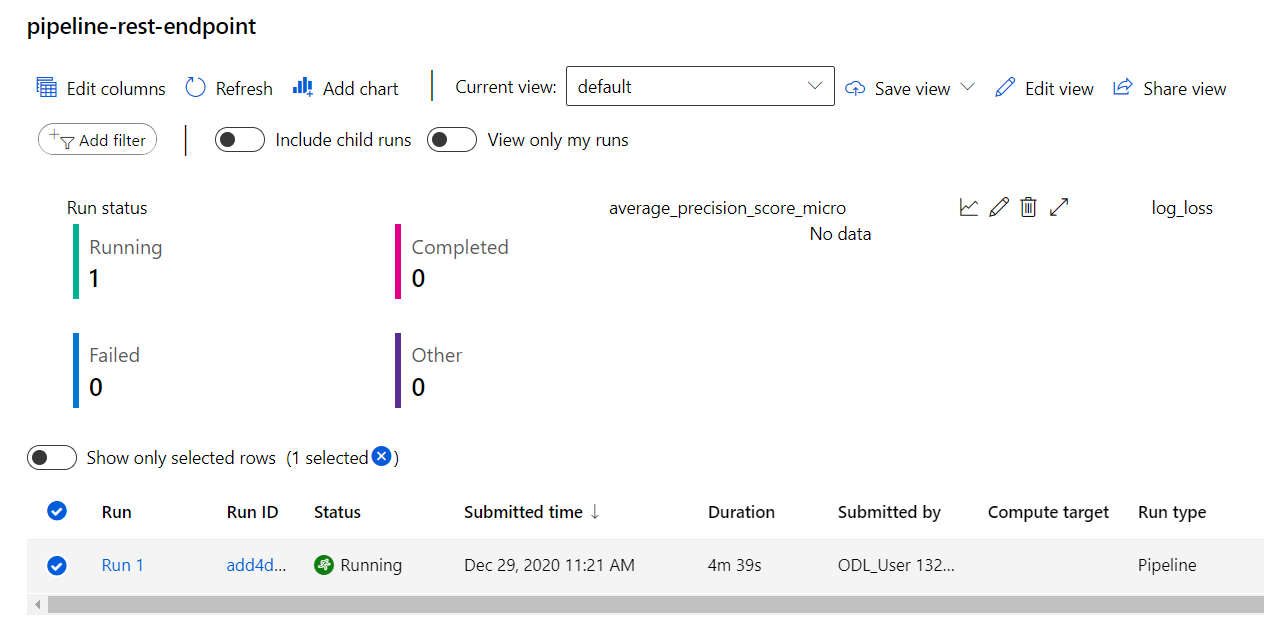 pipeline-rest-endpoint
Edit columns Refresh Add chart Current view: default Save view Edit view Share view
Add filter Include child runs View only my runs
Run status average_precision_score_micro log_loss
No data
Running Completed
1 0
Failed Other
0 0
Show only selected rows (1 selected )
Run Run ID Status Submitted time ↓ Duration Submitted by Compute target Run type
Run 1 add4d... Running Dec 29, 2020 11:21 AM 4m 39s ODL_User 132... Pipeline